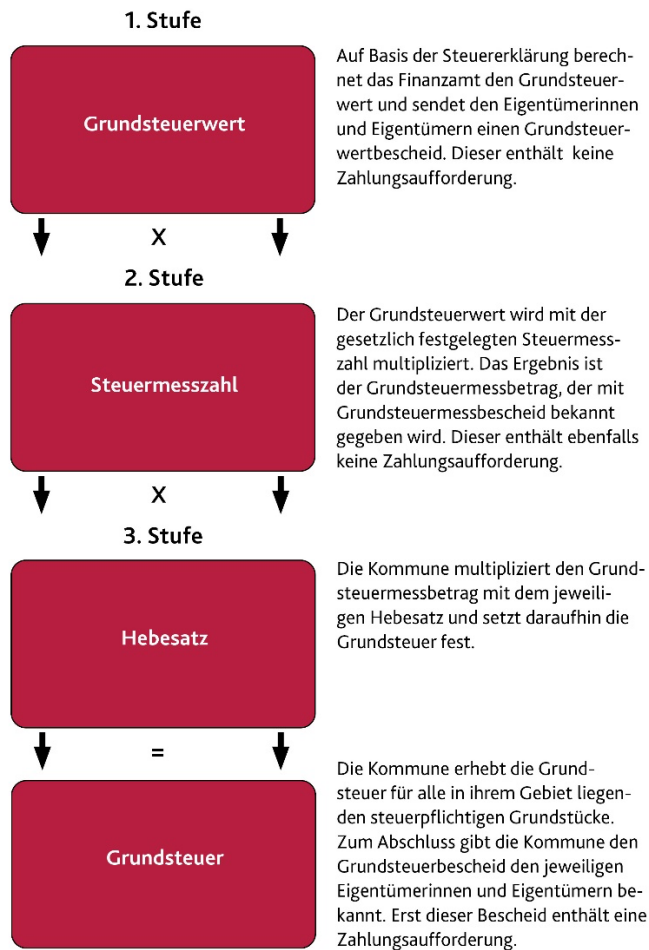 1. Stufe
Grundsteuerwert
Auf Basis der Steuererklärung berech-
net das Finanzamt den Grundsteuer-
wert und sendet den Eigentümerinnen
und Eigentümern einen Grundsteuer-
wertbescheid. Dieser enthält keine
Zahlungsaufforderung.
X
2. Stufe
Steuermesszahl
Der Grundsteuerwert wird mit der
gesetzlich festgelegten Steuermess-
zahl multipliziert. Das Ergebnis ist
der Grundsteuermessbetrag, der mit
Grundsteuermessbescheid bekannt
gegeben wird. Dieser enthält ebenfalls
keine Zahlungsaufforderung.
X
3. Stufe
Hebesatz
Die Kommune multipliziert den Grund-
steuermessbetrag mit dem jeweili-
gen Hebesatz und setzt daraufhin die
Grundsteuer fest.
=
Grundsteuer
Die Kommune erhebt die Grund-
steuer für alle in ihrem Gebiet liegen-
den steuerpflichtigen Grundstücke.
Zum Abschluss gibt die Kommune den
Grundsteuerbescheid den jeweiligen
Eigentümerinnen und Eigentümern be-
kannt. Erst dieser Bescheid enthält eine
Zahlungsaufforderung.